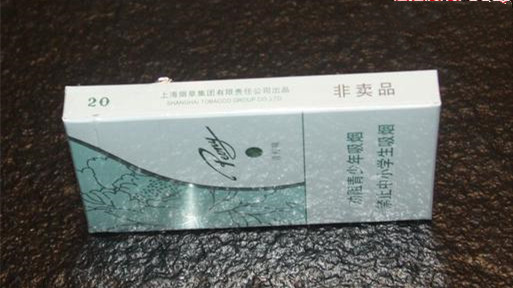 20
上海烟草集团有限责任公司出品
SHANGHAI TOBACCO GROUP CO.,LTD.
非卖品
Peony
劝阻青少年吸烟
禁止中小学生吸烟